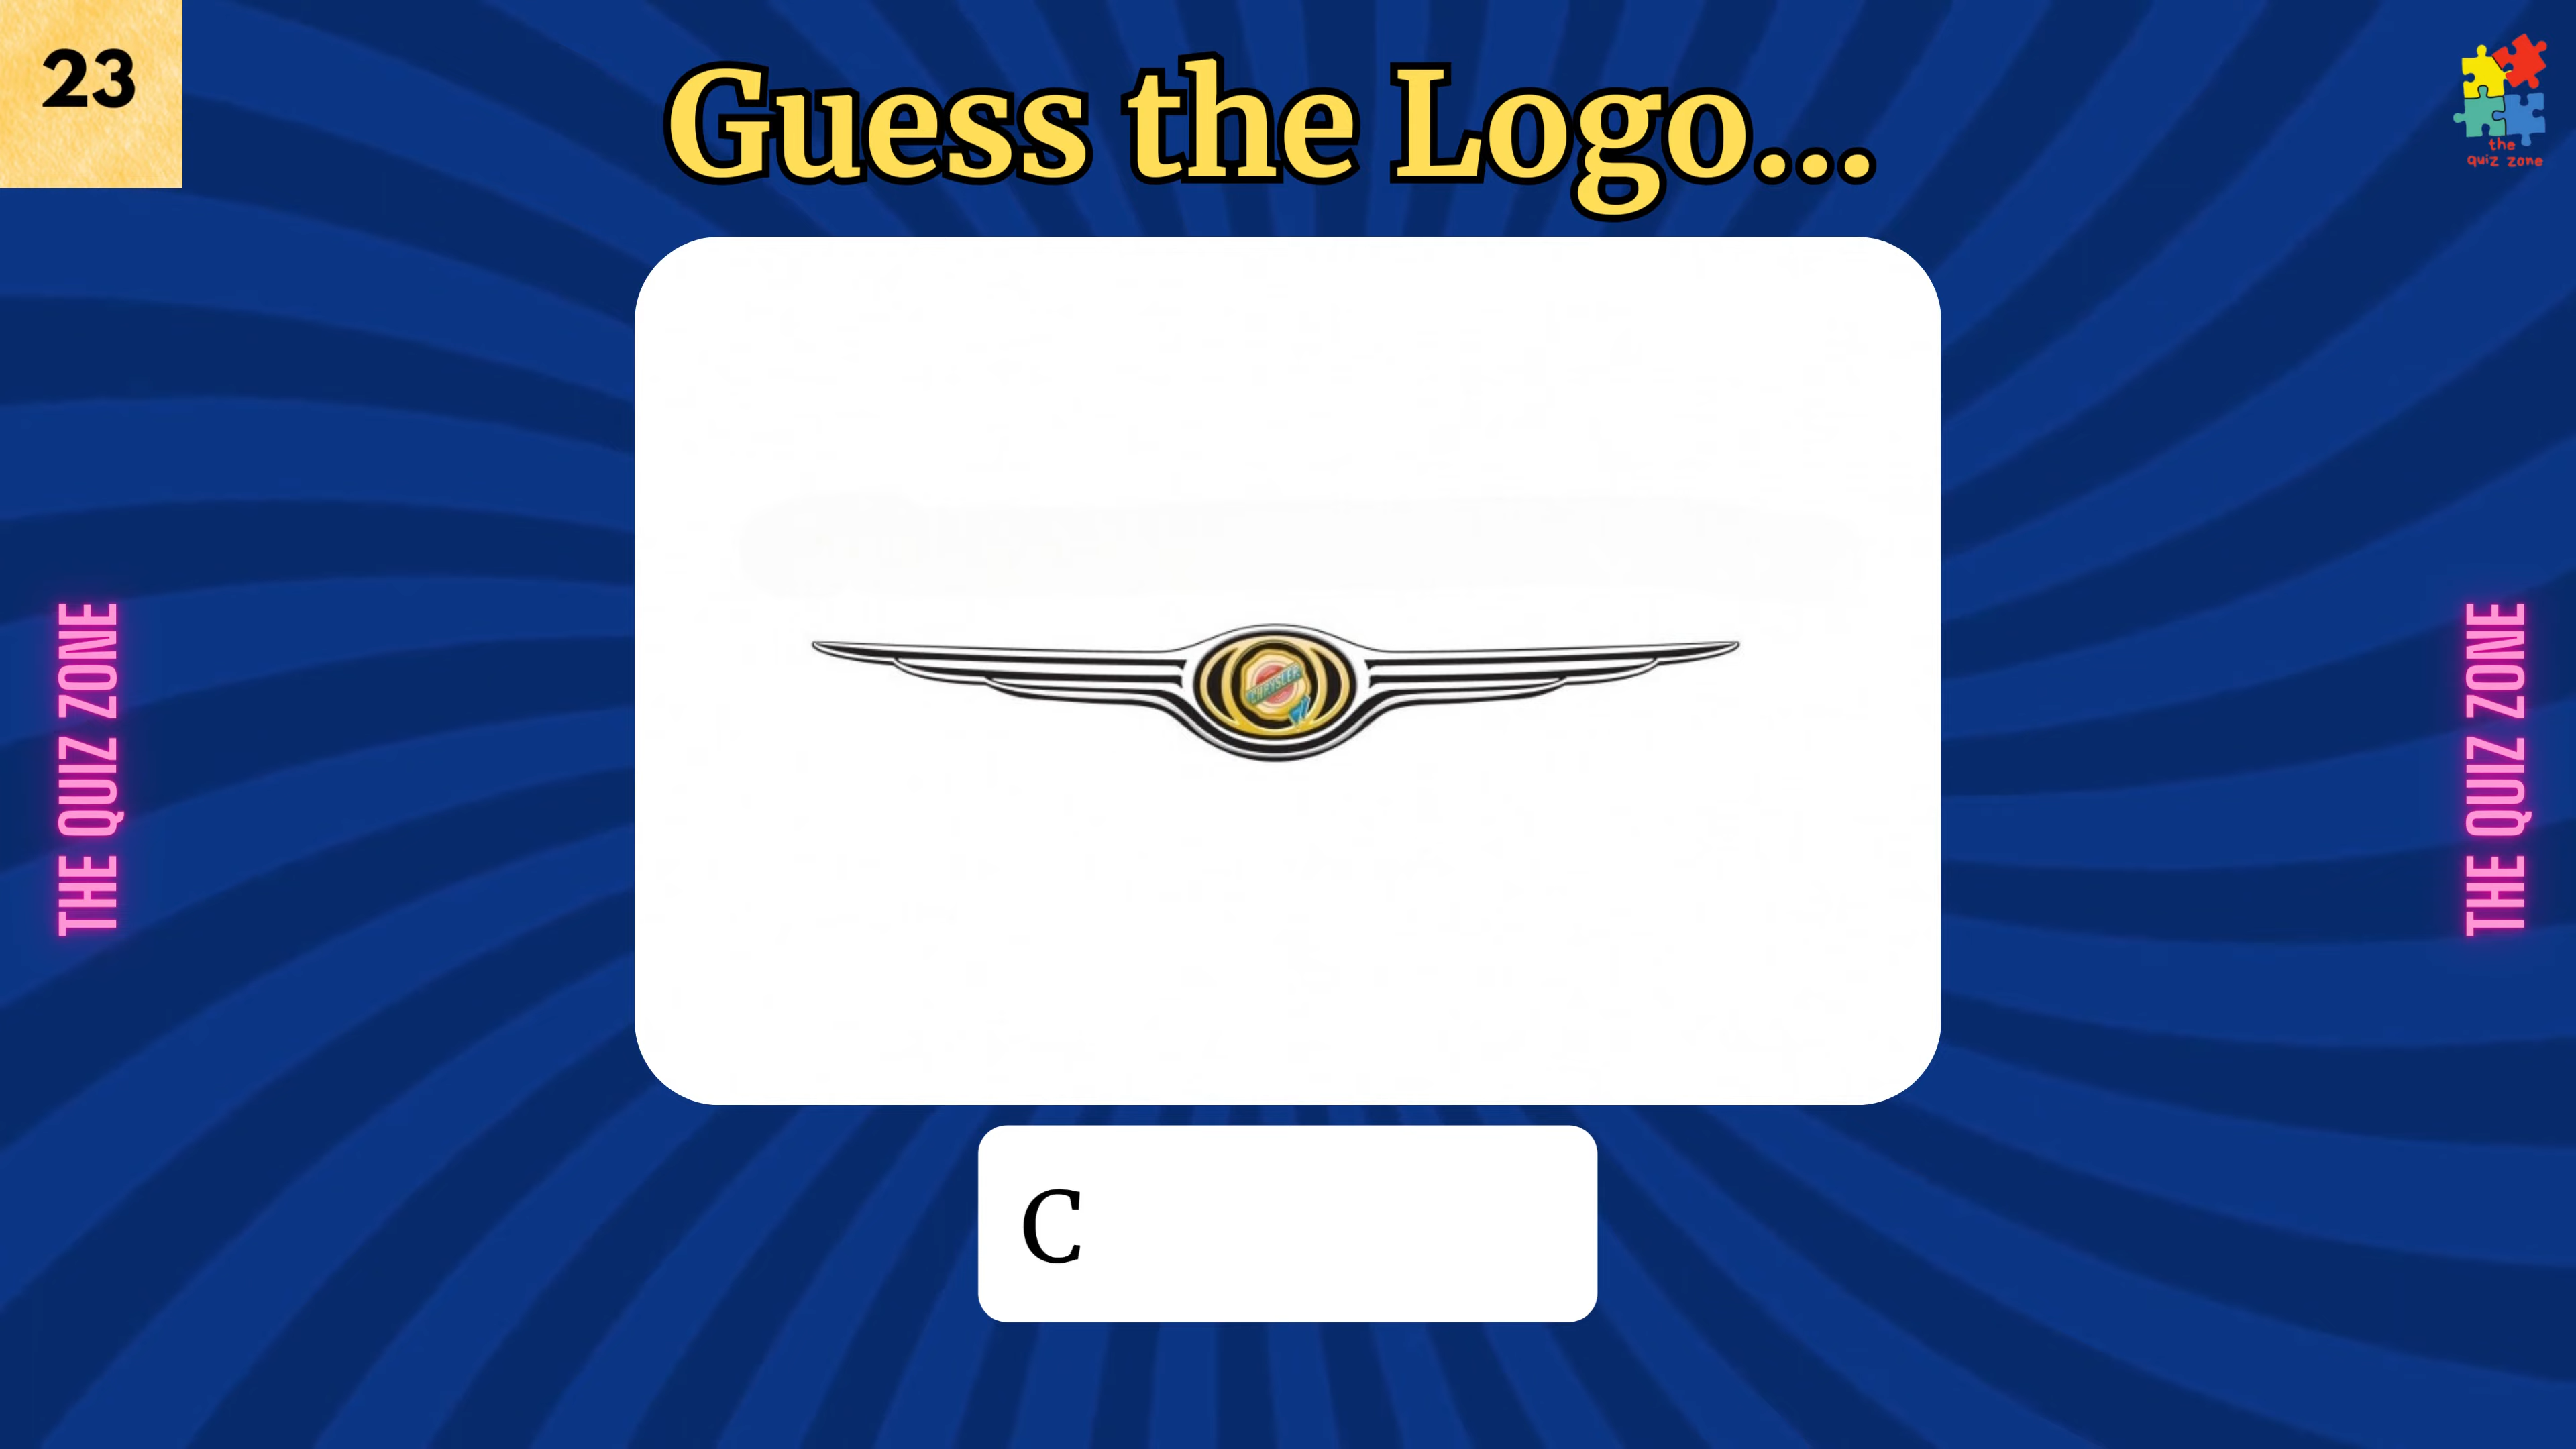 23
Guess the Logo...
the
quiz zone
THE QUIZ ZONE
CHRYSLER
THE QUIZ ZONE
C